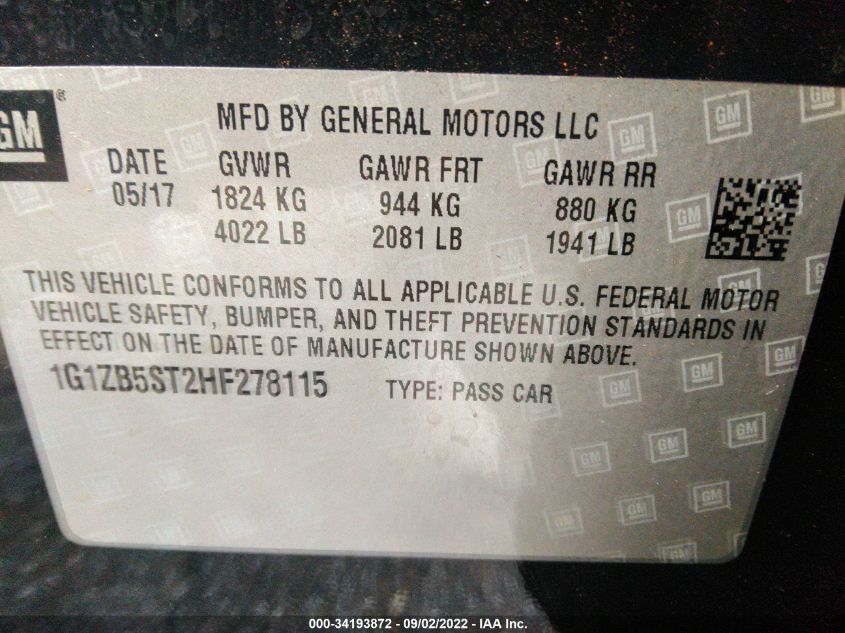 GM®
MFD BY GENERAL MOTORS LLC
DATE GVWR GAWR FRT GAWR RR
05/17 1824 KG 944 KG 880 KG
4022 LB 2081 LB 1941 LB
THIS VEHICLE CONFORMS TO ALL APPLICABLE U.S. FEDERAL MOTOR
VEHICLE SAFETY, BUMPER, AND THEFT PREVENTION STANDARDS IN
EFFECT ON THE DATE OF MANUFACTURE SHOWN ABOVE.
1G1ZB5ST2HF278115 TYPE: PASS CAR
000-34193872 - 09/02/2022 - IAA Inc.